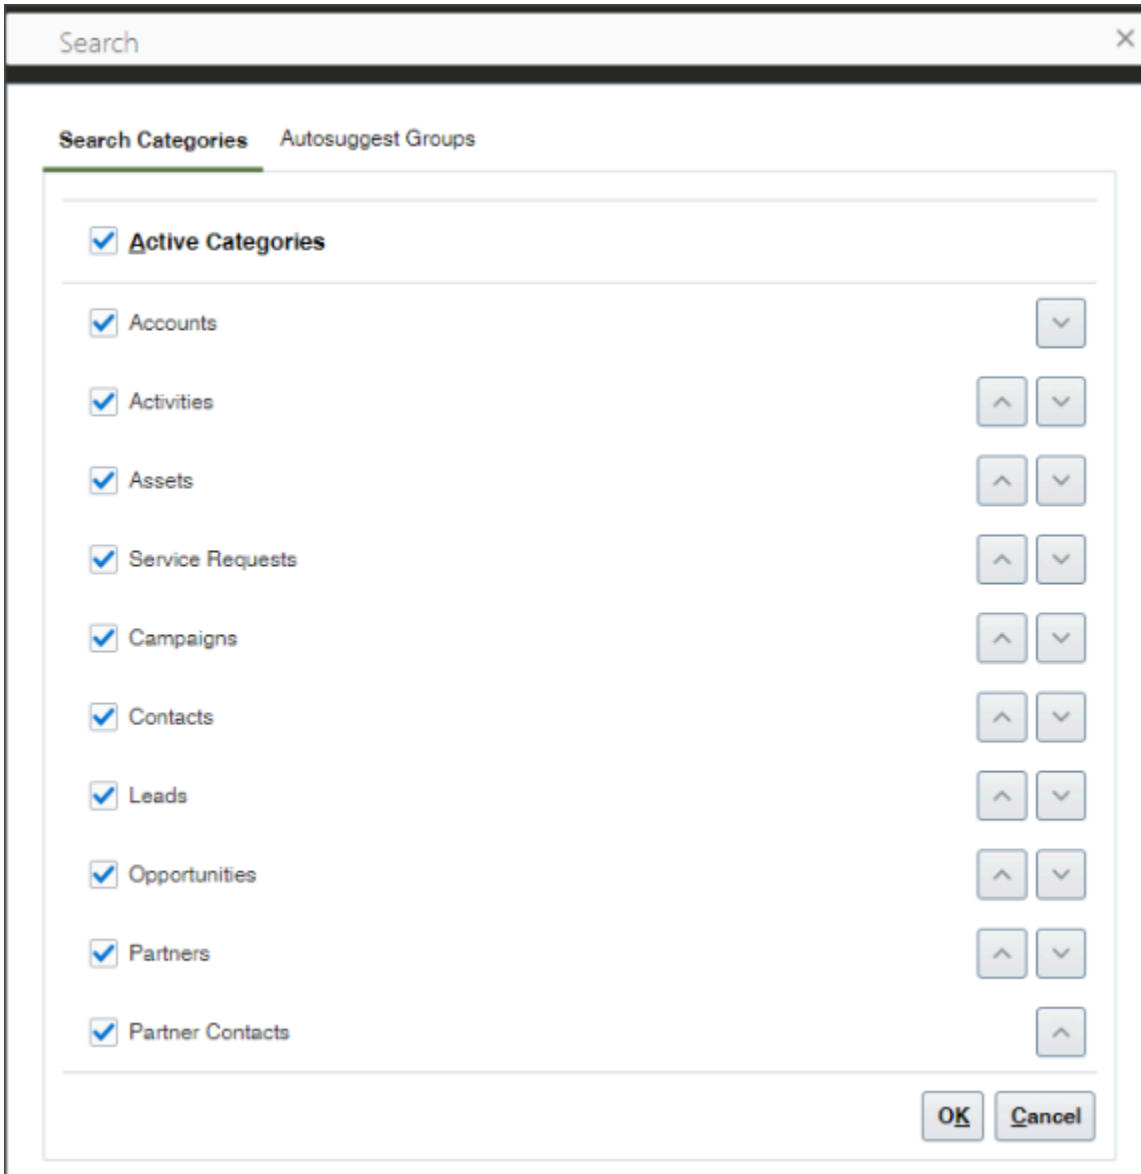 Search
Search Categories Autosuggest Groups
Active Categories
Accounts
Activities
Assets
Service Requests
Campaigns
Contacts
Leads
Opportunities
Partners
Partner Contacts
OK Cancel